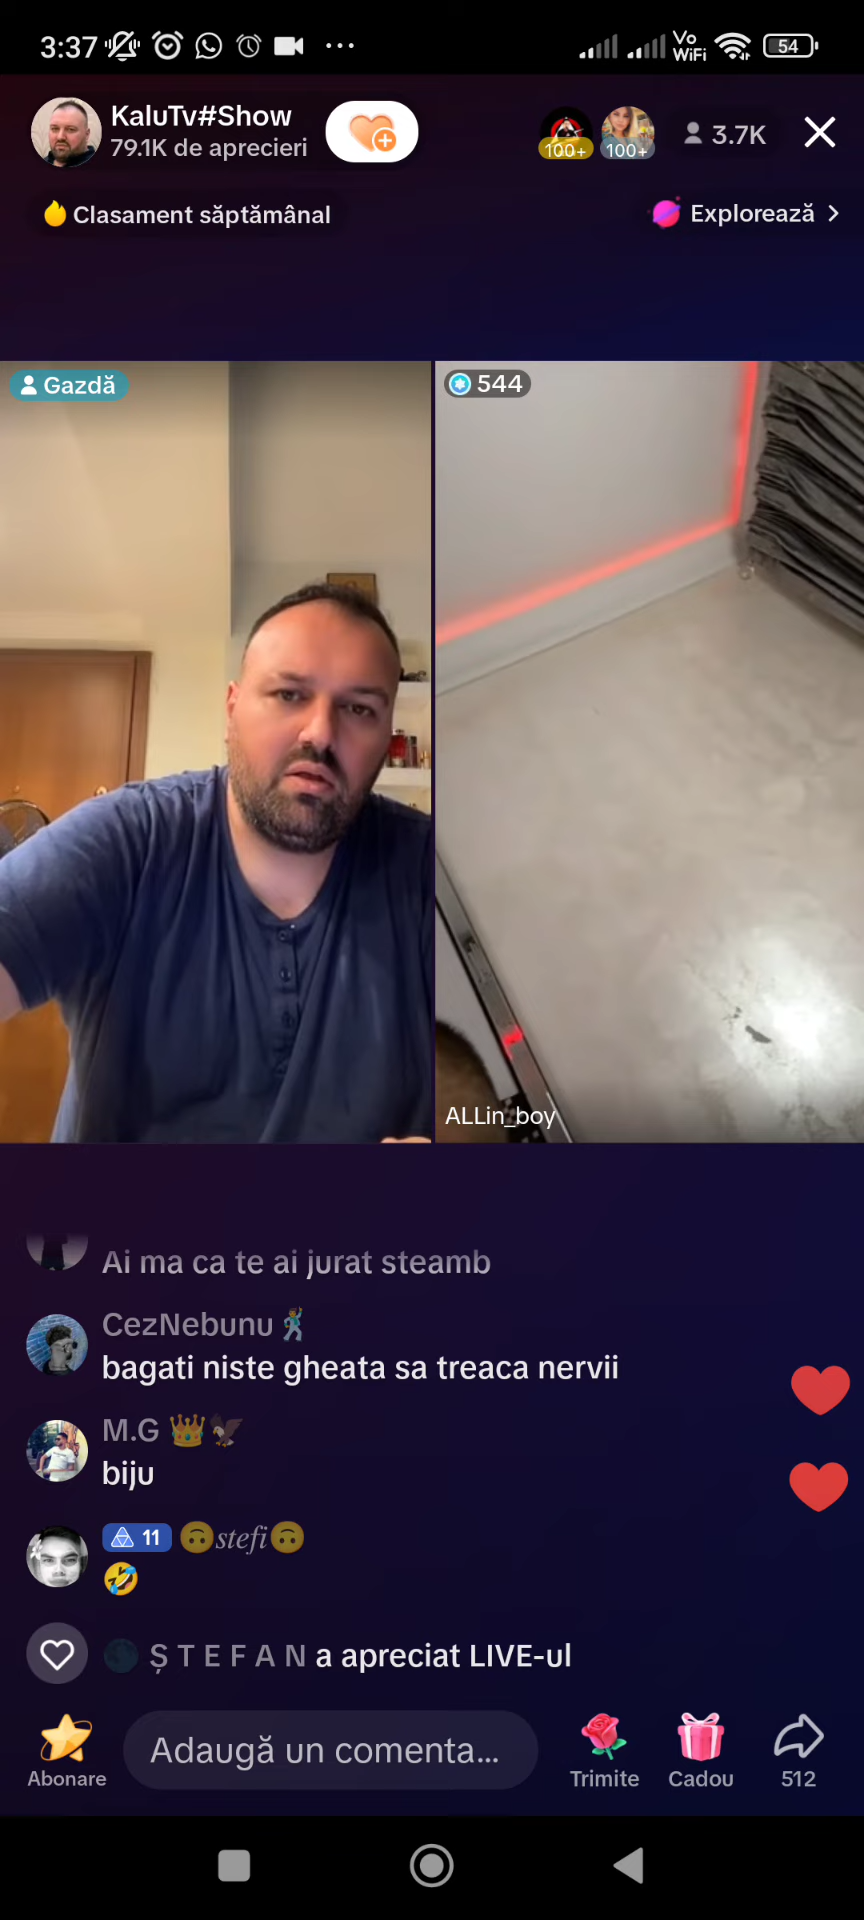 3:37
Vo
WiFi
54
KaluTv#Show
79.1K de aprecieri
100+
100+
3.7K
Clasament săptămânal
Explorează
Gazdă
544
ALLin_boy
Ai ma ca te ai jurat steamb
CezNebunu
bagati niste gheata sa treaca nervii
M.G
biju
11 stefi
Ș T E F A N a apreciat LIVE-ul
Adaugă un comenta...
Abonare
Trimite
Cadou
512